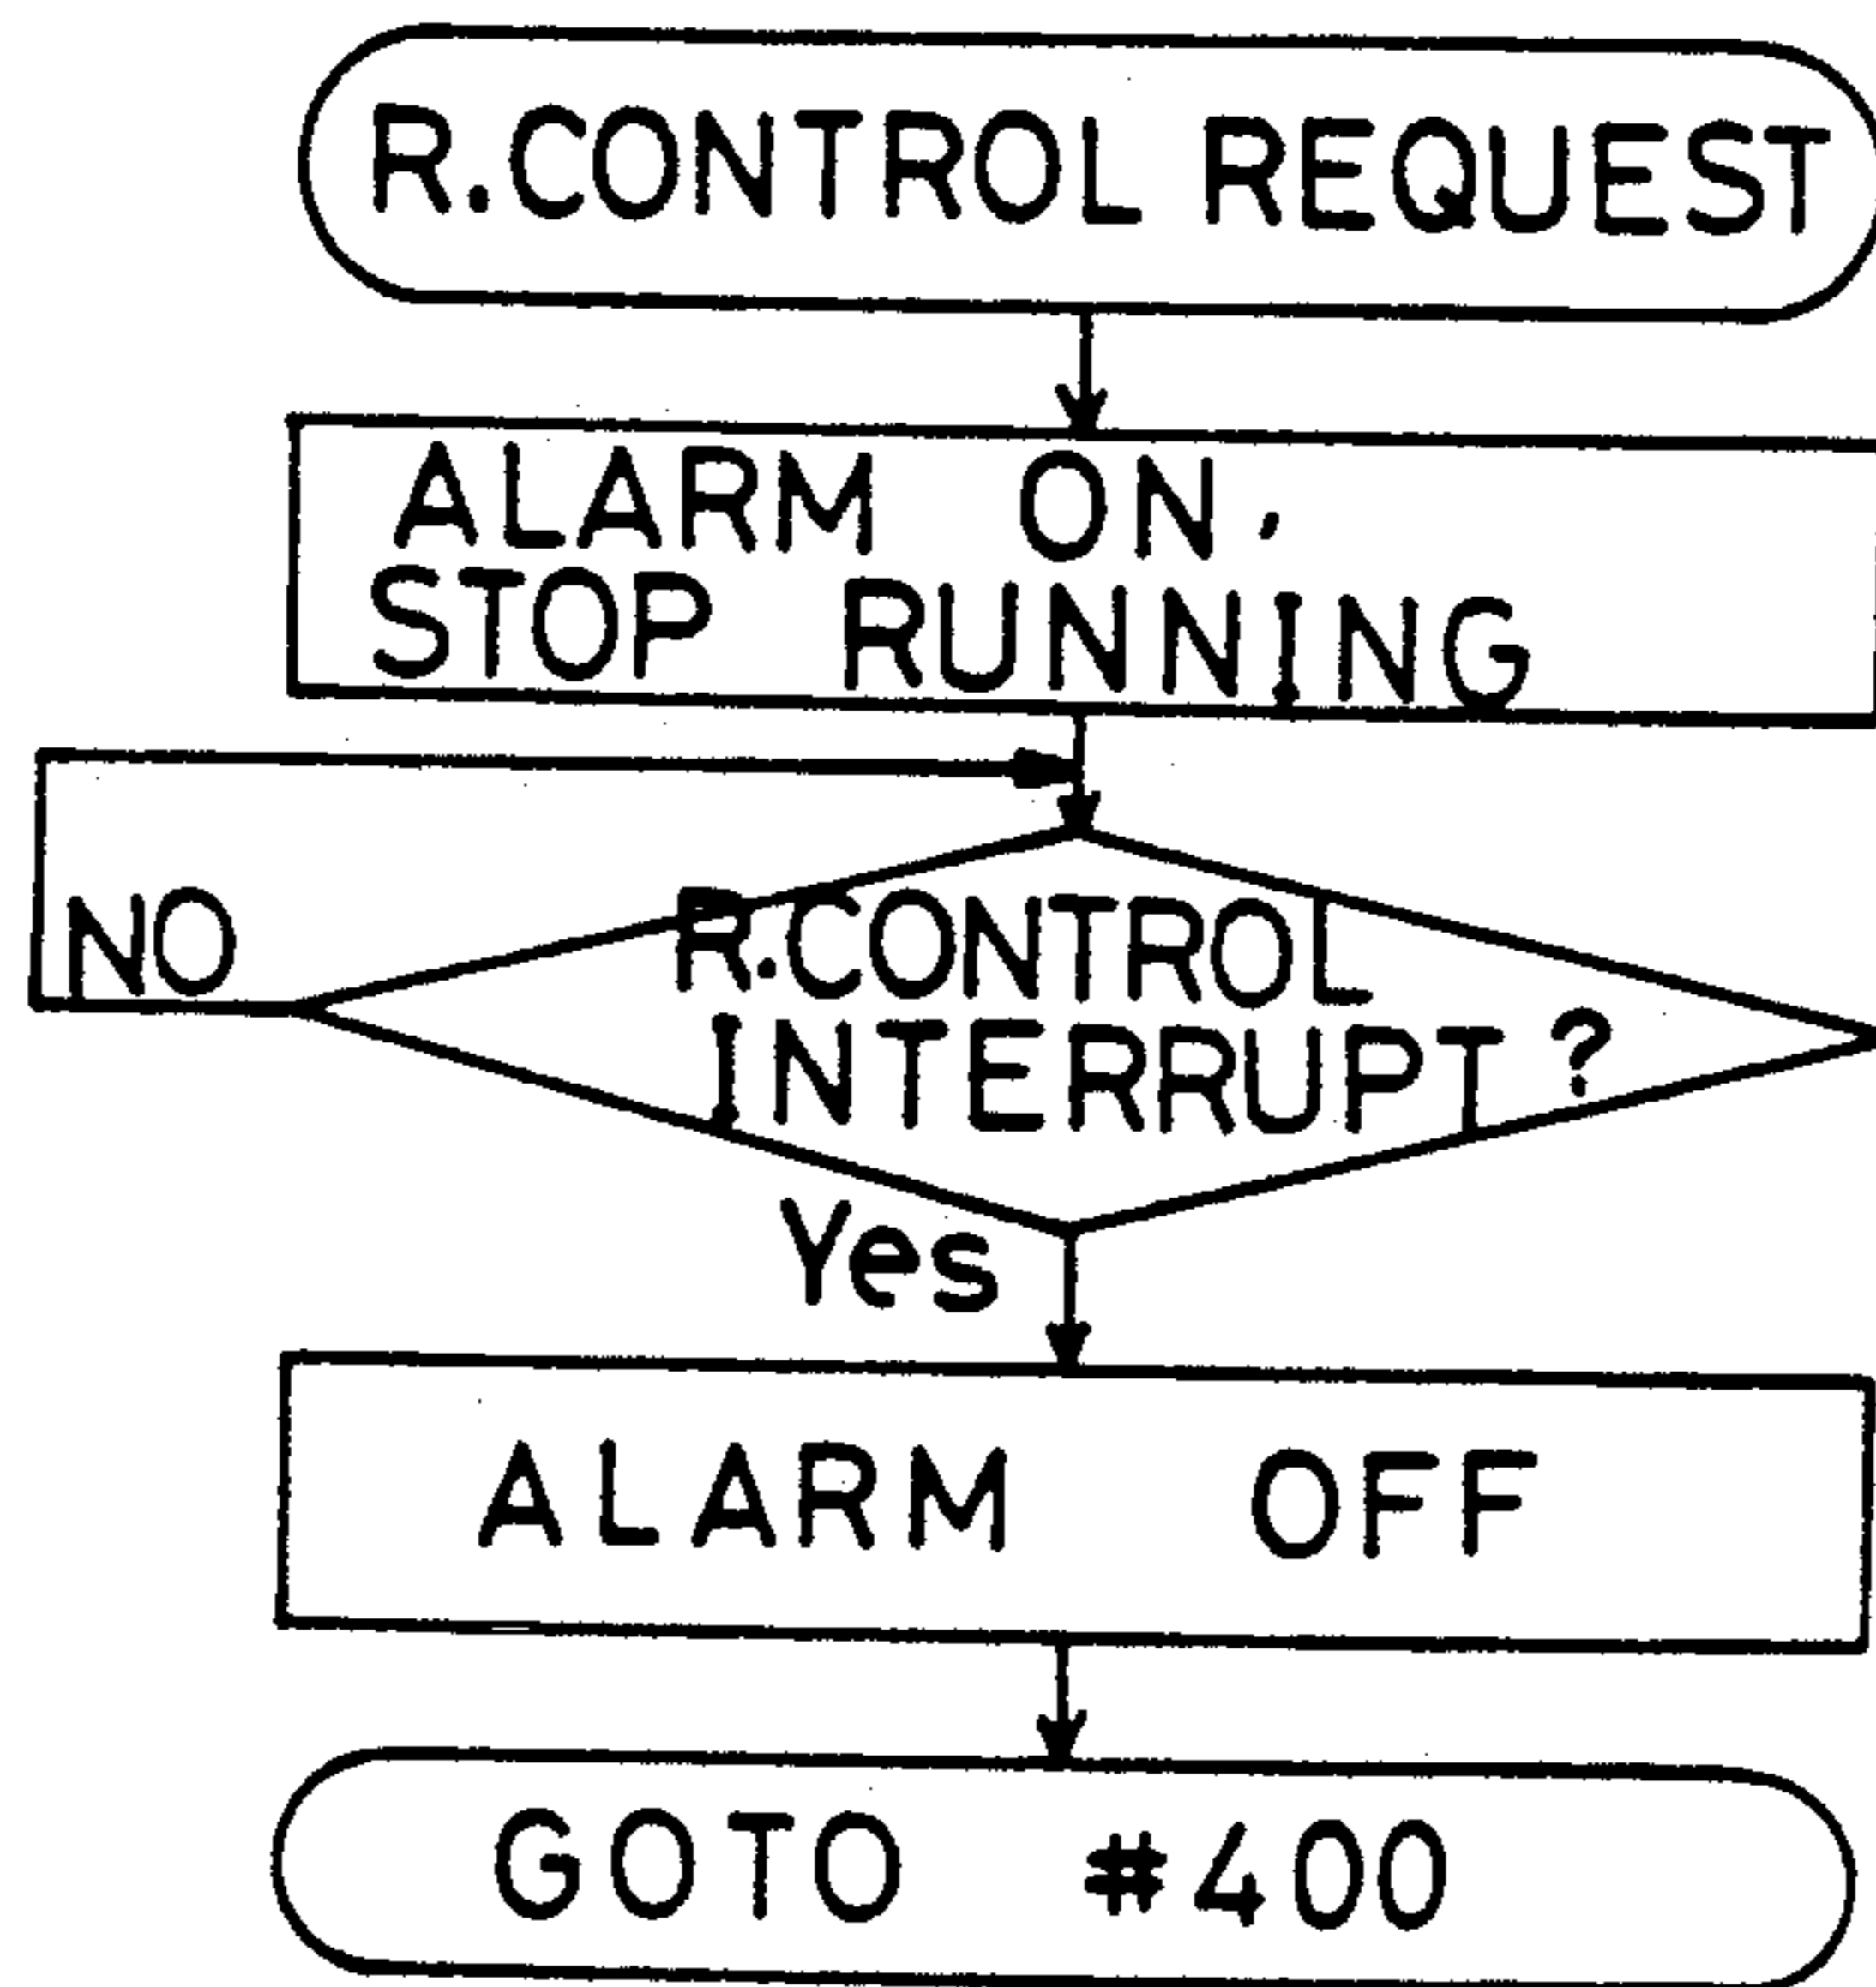 R.CONTROL REQUEST
ALARM ON,
STOP RUNNING
NO
R.CONTROL
INTERRUPT?
Yes
ALARM OFF
GOTO #400